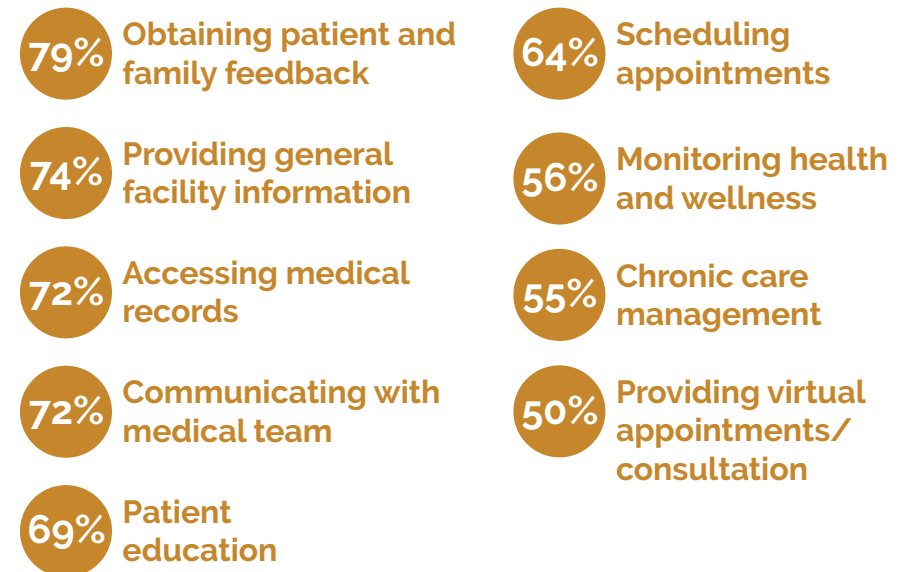 79% Obtaining patient and
family feedback
74% Providing general
facility information
72% Accessing medical
records
72% Communicating with
medical team
69% Patient
education
64% Scheduling
appointments
56% Monitoring health
and wellness
55% Chronic care
management
50% Providing virtual
appointments/
consultation